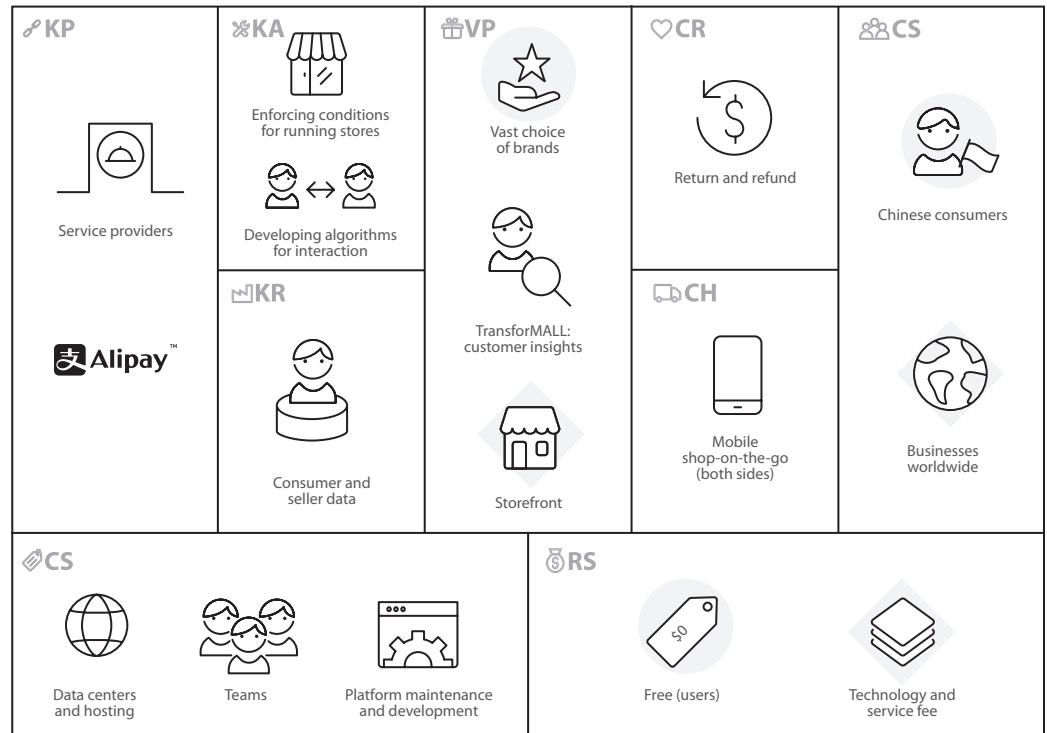 KP
Service providers
支 Alipay™
KA
Enforcing conditions
for running stores
Developing algorithms
for interaction
KR
Consumer and
seller data
VP
Vast choice
of brands
TransforMALL:
customer insights
Storefront
CR
Return and refund
CH
Mobile
shop-on-the-go
(both sides)
CS
Chinese consumers
Businesses
worldwide
CS
Data centers
and hosting
Teams
Platform maintenance
and development
RS
$0
Free (users)
Technology and
service fee